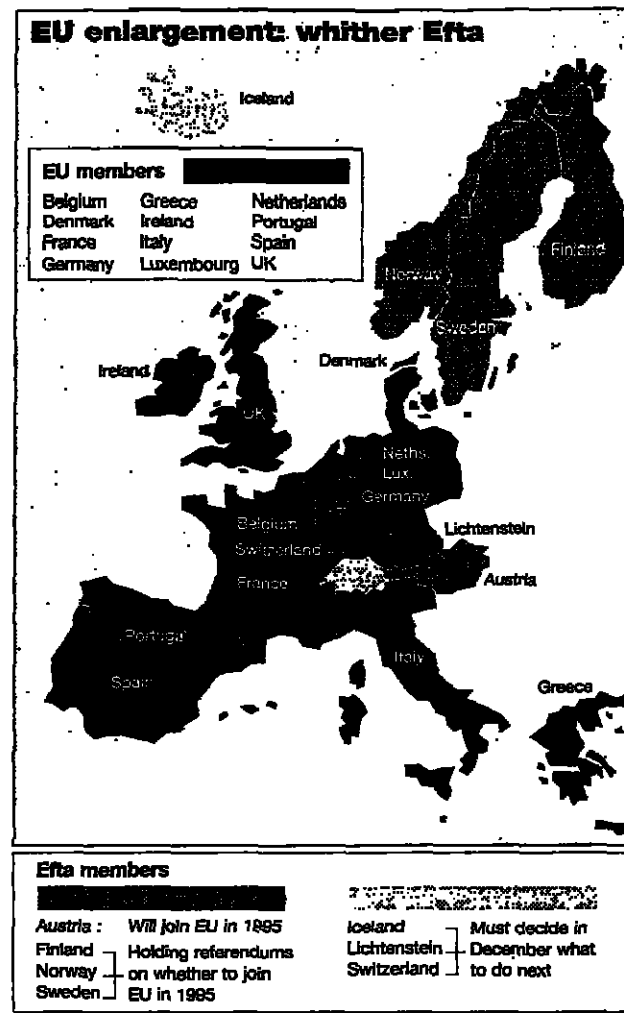 EU enlargement: whither Efta
Iceland
EU members
Belgium Greece Netherlands
Denmark Ireland Portugal
France Italy Spain
Germany Luxembourg UK
Finland
Norway
Sweden
Denmark
Ireland
UK
Neths.
Lux.
Germany
Belgium
Lichtenstein
Switzerland
Austria
France
Portugal
Italy
Spain
Greece
Efta members
Austria : Will join EU in 1995
Finland Holding referendums
Norway on whether to join
Sweden EU in 1995
Iceland Must decide in
Lichtenstein December what
Switzerland to do next